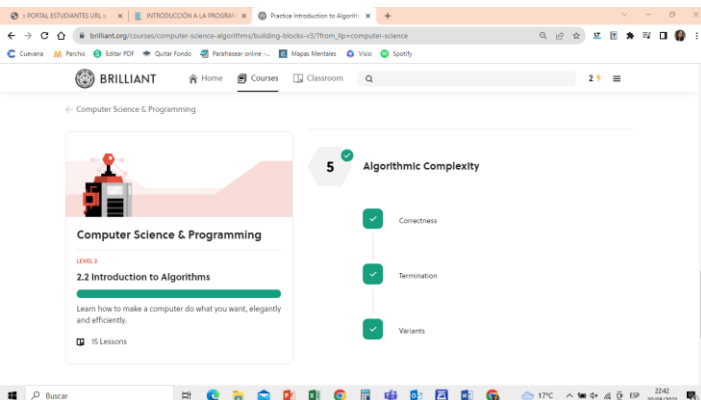 : PORTAL ESTUDIANTES URL ::
INTRODUCCIÓN A LA PROGRAM
Practice Introduction to Algorith
brilliant.org/courses/computer-science-algorithms/building-blocks-v3/?from_llp=computer-science
Cuevana
Parchis
Editar PDF
Quitar Fondo
Parafrasear online -...
Mapas Mentales
Visio
Spotify
BRILLIANT
Home
Courses
Classroom
2
← Computer Science & Programming
Computer Science & Programming
LEVEL 2
2.2 Introduction to Algorithms
Learn how to make a computer do what you want, elegantly
and efficiently.
15 Lessons
5
Algorithmic Complexity
Correctness
Termination
Variants
Buscar
17°C
ESP
22:42